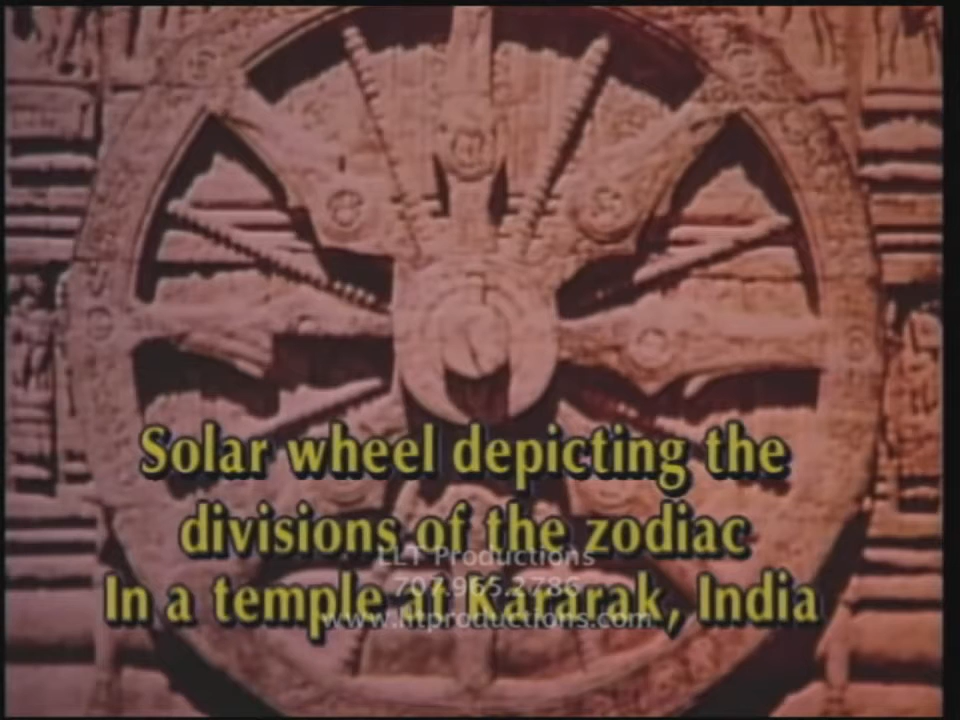 Solar wheel depicting the
divisions of the zodiac
LLT Productions
707.965.2786
In a temple at Kararak, India
www.lltproductions.com